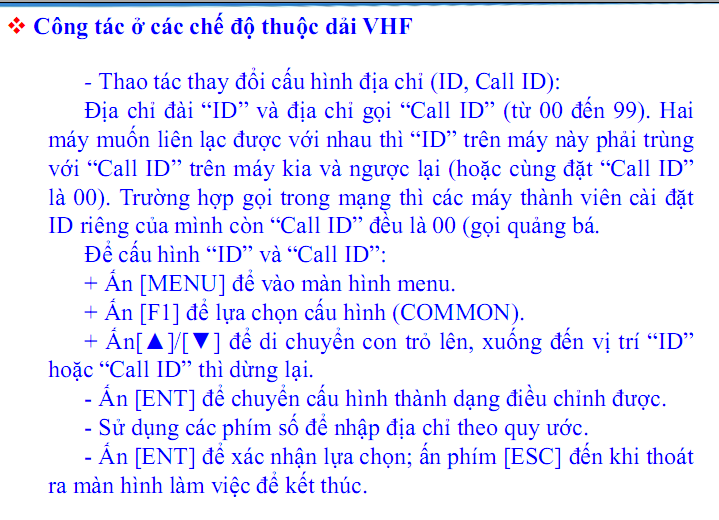 ❖ Công tác ở các chế độ thuộc dải VHF
- Thao tác thay đổi cấu hình địa chỉ (ID, Call ID):
Địa chỉ đài “ID” và địa chỉ gọi “Call ID” (từ 00 đến 99). Hai
máy muốn liên lạc được với nhau thì “ID” trên máy này phải trùng
với “Call ID” trên máy kia và ngược lại (hoặc cùng đặt “Call ID”
là 00). Trường hợp gọi trong mạng thì các máy thành viên cài đặt
ID riêng của mình còn “Call ID” đều là 00 (gọi quảng bá.
Để cấu hình “ID” và “Call ID”:
+ Ấn [MENU] để vào màn hình menu.
+ Ấn [F1] để lựa chọn cấu hình (COMMON).
+ Ấn[▲]/[▼] để di chuyển con trỏ lên, xuống đến vị trí “ID”
hoặc “Call ID” thì dừng lại.
- Ấn [ENT] để chuyển cấu hình thành dạng điều chỉnh được.
- Sử dụng các phím số để nhập địa chỉ theo quy ước.
- Ấn [ENT] để xác nhận lựa chọn; ấn phím [ESC] đến khi thoát
ra màn hình làm việc để kết thúc.